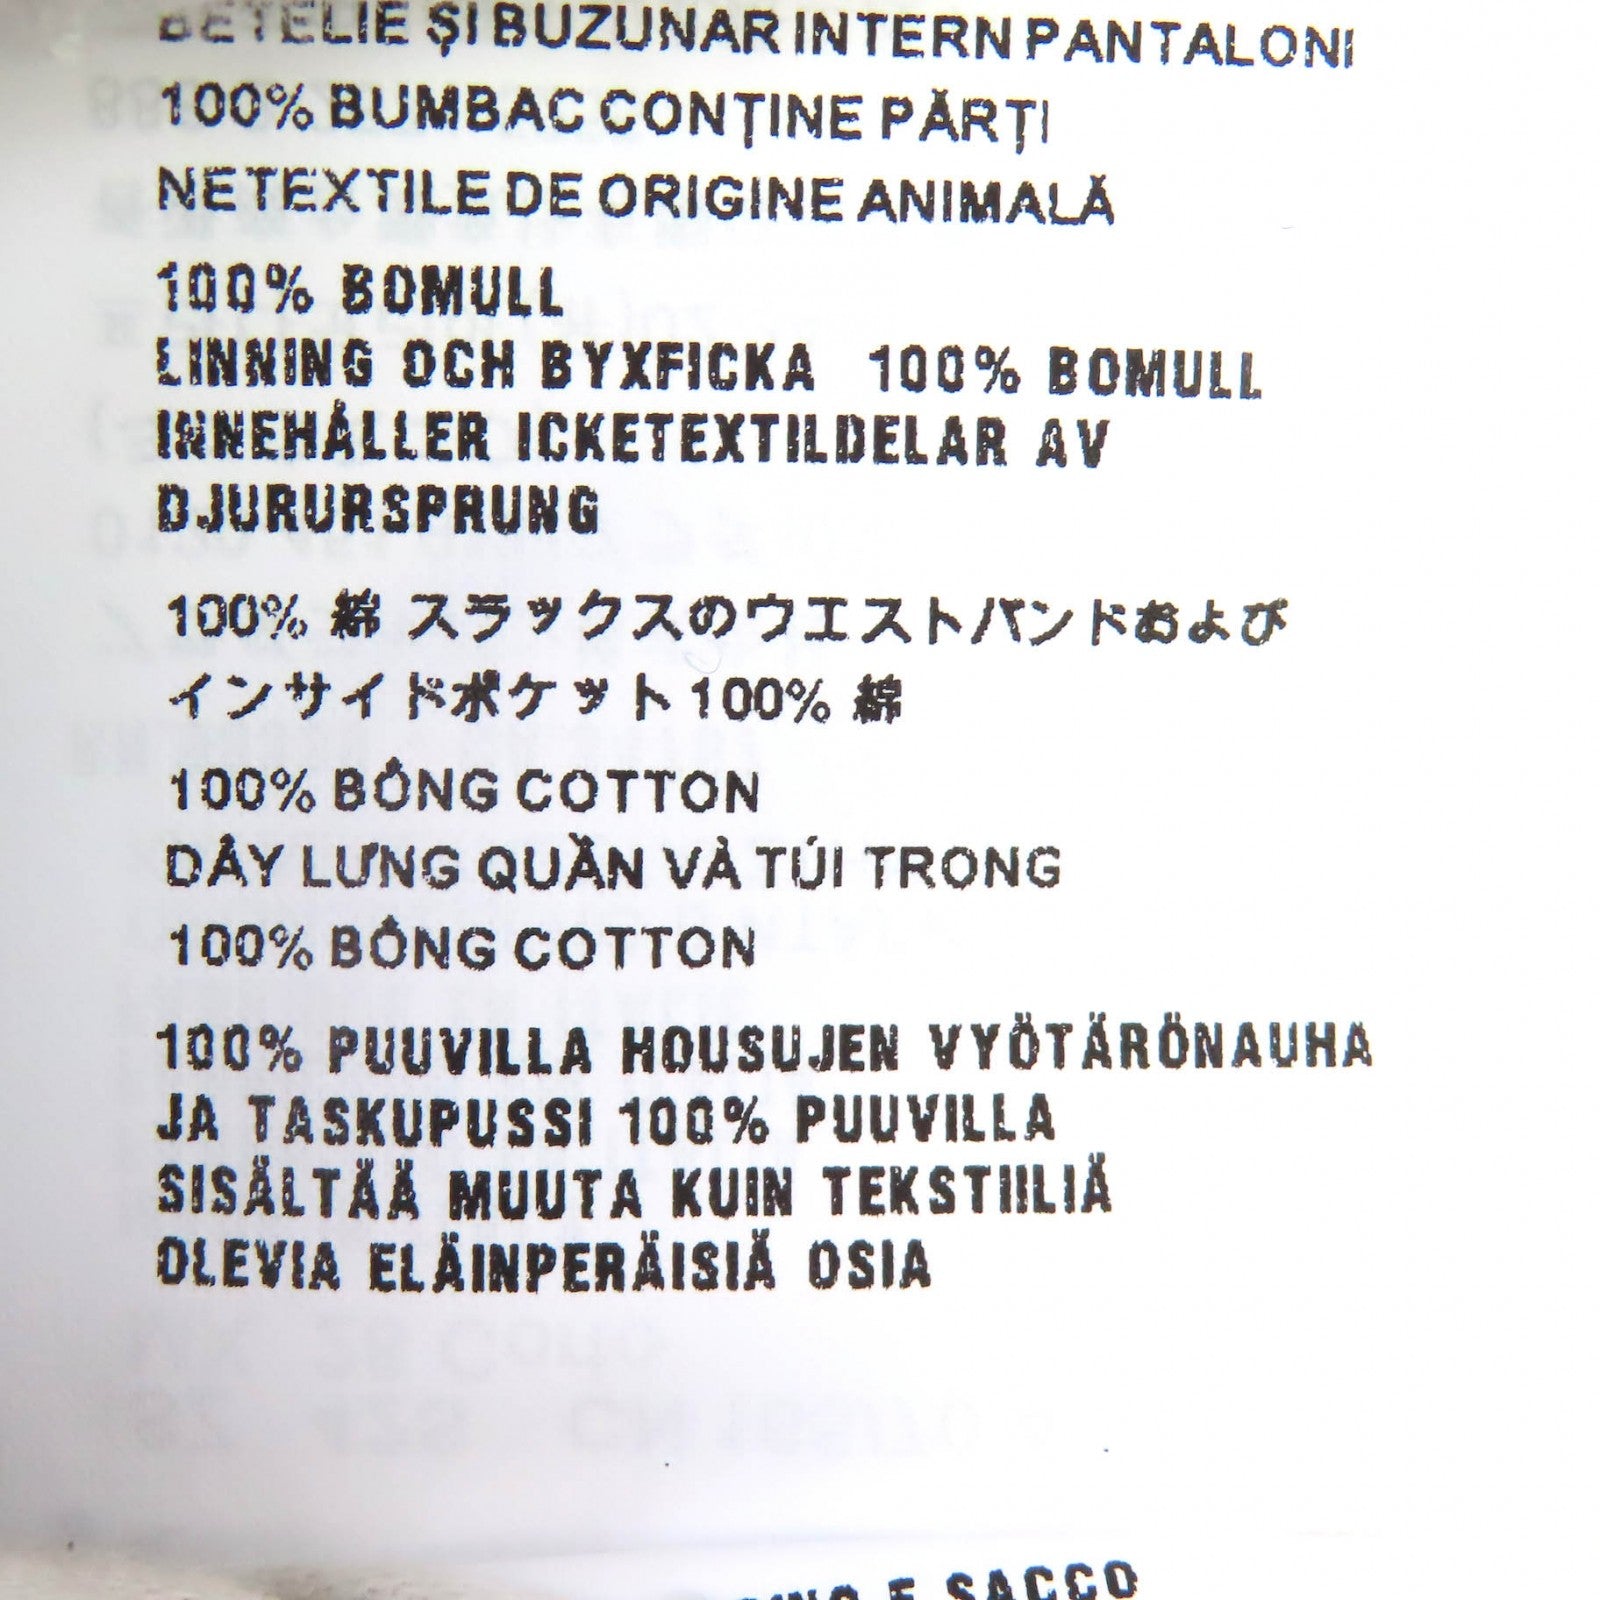 BETELIE ȘI BUZUNAR INTERN PANTALONI
100% BUMBAC CONȚINE PĂRȚI
NETEXTILE DE ORIGINE ANIMALĂ
100% BOMULL
LINNING OCH BYXFICKA 100% BOMULL
INNEHÅLLER ICKETEXTILDELAR AV
DJURURSPRUNG
100% 綿 スラックスのウエストバンドおよび
インサイドポケット100% 綿
100% BÔNG COTTON
DÂY LƯNG QUẦN VÀ TÚI TRONG
100% BÔNG COTTON
100% PUUVILLA HOUSUJEN VYÖTÄRÖNAUHA
JA TASKUPUSSI 100% PUUVILLA
SISÄLTÄÄ MUUTA KUIN TEKSTIILIÄ
OLEVIA ELÄINPERÄISIÄ OSIA
E SACCO